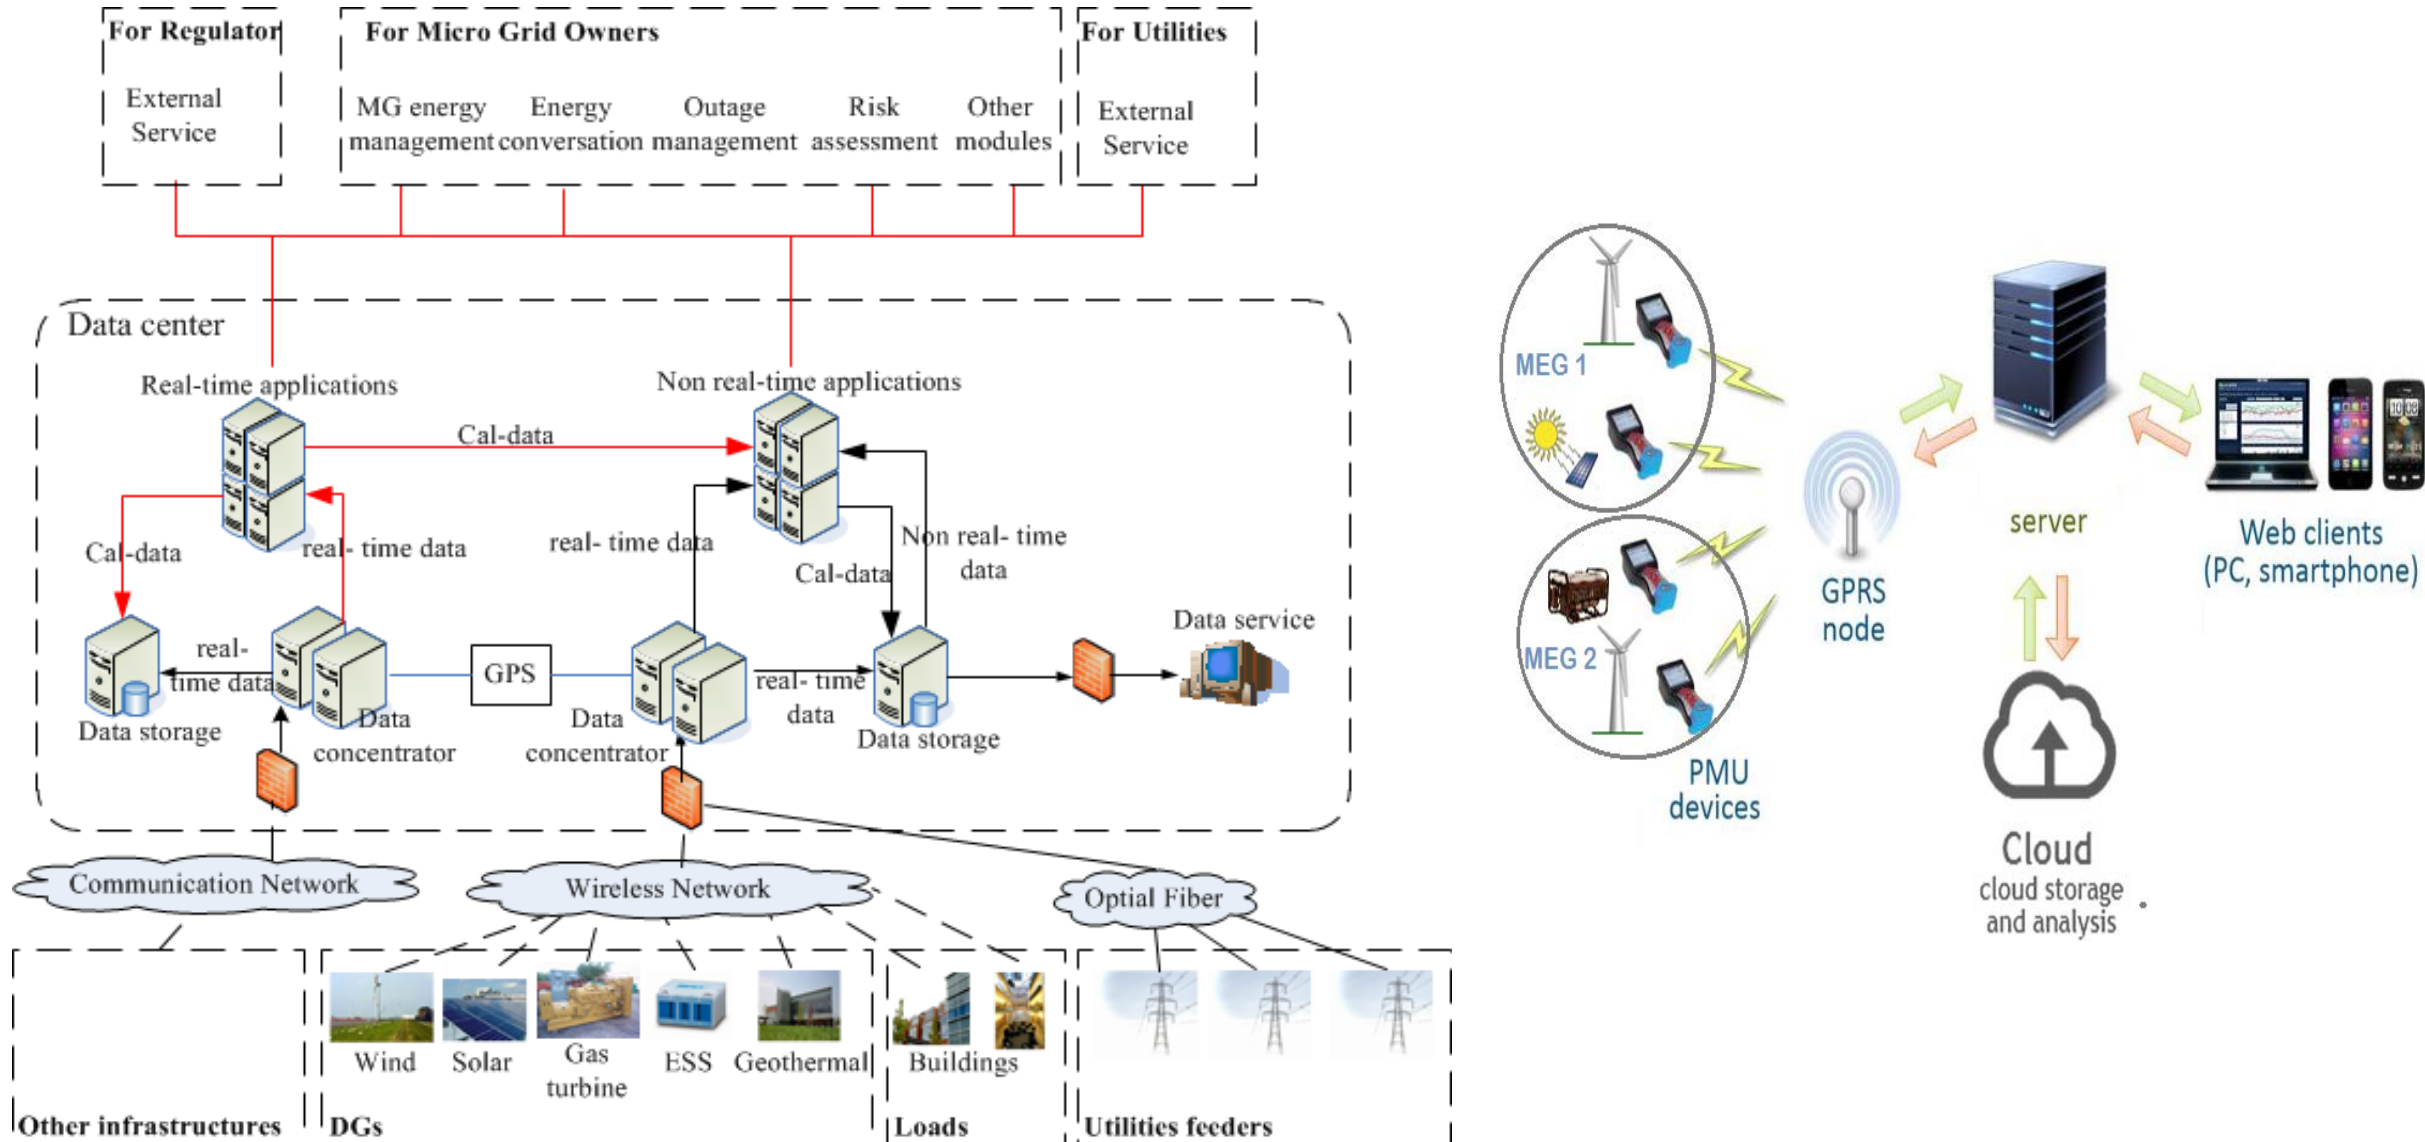 For Regulator
External
Service
For Micro Grid Owners
MG energy
management
Energy
conversation
Outage
management
Risk
assessment
Other
modules
For Utilities
External
Service
Data center
Real-time applications
Non real-time applications
Cal-data
Cal-data
real- time data
real- time data
Cal-data
Non real- time
data
real-
time data
Data storage
Data
concentrator
GPS
Data
concentrator
real- time
data
Data storage
Data service
Communication Network
Wireless Network
Optial Fiber
Wind
Solar
Gas
turbine
ESS
Geothermal
Buildings
Other infrastructures
DGs
Loads
Utilities feeders
MEG 1
MEG 2
PMU
devices
GPRS
node
server
Web clients
(PC, smartphone)
10:08
Cloud
cloud storage
and analysis